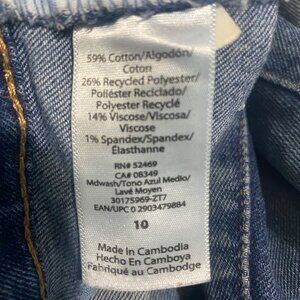 59% Cotton/Algodón/
Coton
26% Recycled Polyester/
Poliéster Reciclado/
Polyester Recyclé
14% Viscose/Viscosa/
Viscose
1% Spandex/Spandex/
Élasthanne
RN# 52469
CA# 08349
Mdwash/Tono Azul Medio/
Lavé Moyen
30175969-ZT7
EAN/UPC 0 2903479884
10
Made In Cambodia
Hecho En Camboya
Fabriqué au Cambodge